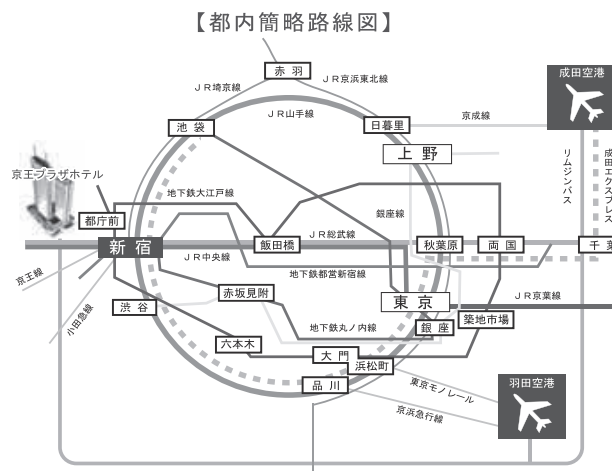 【都内簡略路線図】
赤羽
成田空港
JR埼京線
JR京浜東北線
JR山手線
池袋
日暮里
京成線
上野
リムジンバス
成田エクスプレス
京王プラザホテル
地下鉄大江戸線
都庁前
銀座線
新宿
飯田橋
JR総武線
秋葉原
両国
千葉
JR中央線
地下鉄都営新宿線
京王線
小田急線
赤坂見附
渋谷
東京
JR京葉線
地下鉄丸ノ内線
銀座
築地市場
六本木
大門
浜松町
品川
東京モノレール
京浜急行線
羽田空港